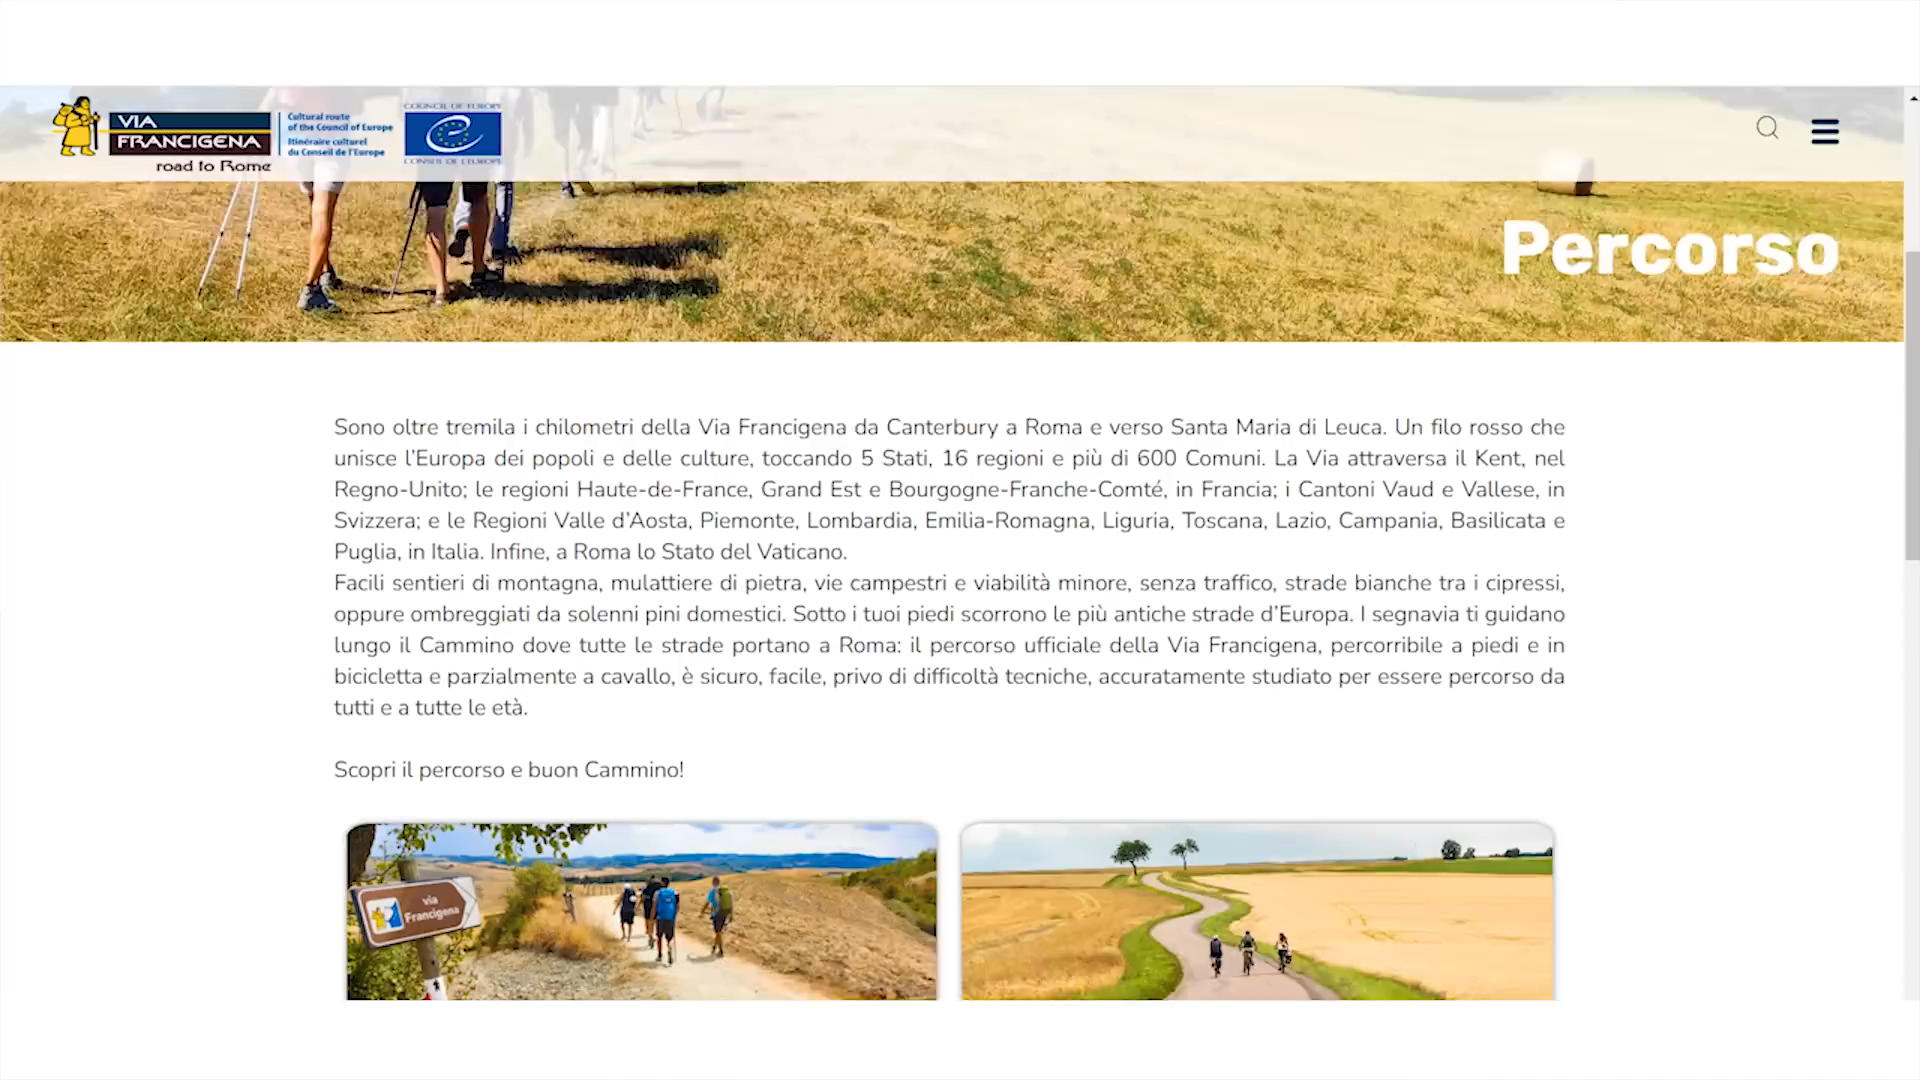 VIA
FRANCIGENA
road to Rome
Cultural route
of the Council of Europe
Itinéraire culturel
du Conseil de l'Europe
COUNCIL OF EUROPE
CONSEIL DE L'EUROPE
Percorso
Sono oltre tremila i chilometri della Via Francigena da Canterbury a Roma e verso Santa Maria di Leuca. Un filo rosso che
unisce l’Europa dei popoli e delle culture, toccando 5 Stati, 16 regioni e più di 600 Comuni. La Via attraversa il Kent, nel
Regno-Unito; le regioni Haute-de-France, Grand Est e Bourgogne-Franche-Comté, in Francia; i Cantoni Vaud e Vallese, in
Svizzera; e le Regioni Valle d’Aosta, Piemonte, Lombardia, Emilia-Romagna, Liguria, Toscana, Lazio, Campania, Basilicata e
Puglia, in Italia. Infine, a Roma lo Stato del Vaticano.
Facili sentieri di montagna, mulattiere di pietra, vie campestri e viabilità minore, senza traffico, strade bianche tra i cipressi,
oppure ombreggiati da solenni pini domestici. Sotto i tuoi piedi scorrono le più antiche strade d’Europa. I segnavia ti guidano
lungo il Cammino dove tutte le strade portano a Roma: il percorso ufficiale della Via Francigena, percorribile a piedi e in
bicicletta e parzialmente a cavallo, è sicuro, facile, privo di difficoltà tecniche, accuratamente studiato per essere percorso da
tutti e a tutte le età.
Scopri il percorso e buon Cammino!
via
Francigena